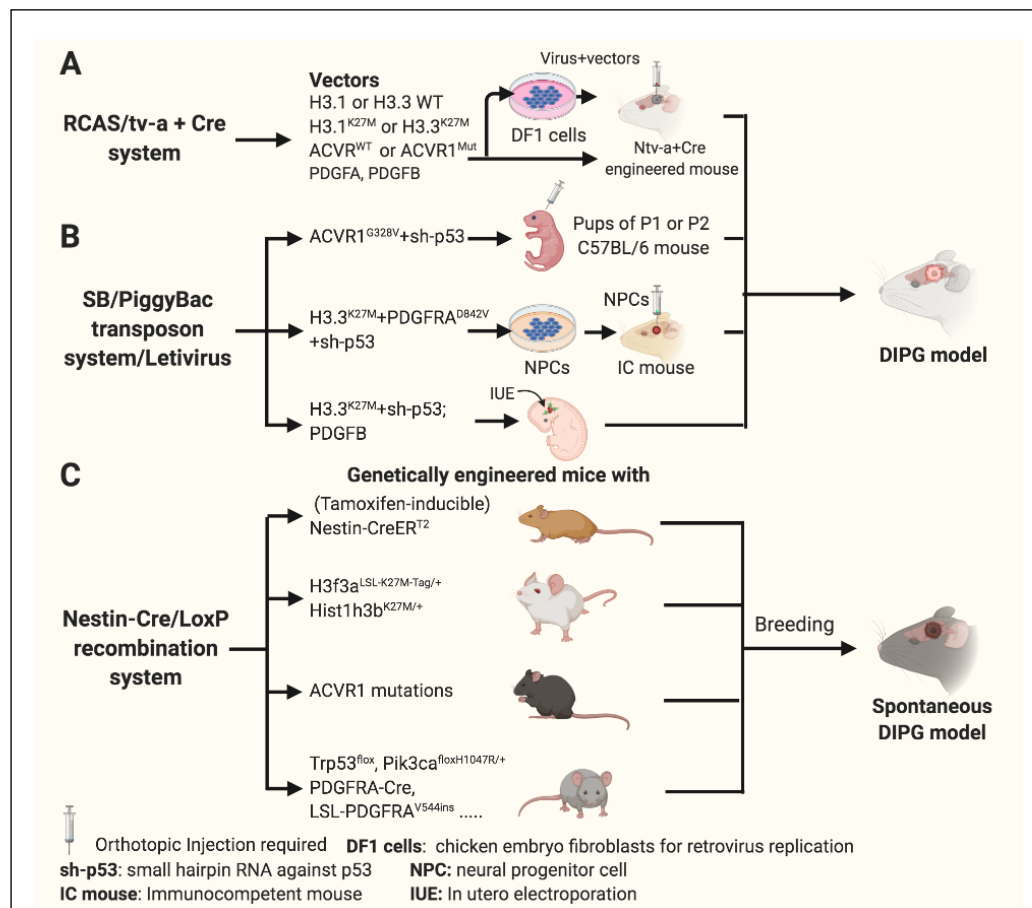 A
RCAS/tv-a + Cre
system
Vectors
H3.1 or H3.3 WT
H3.1K27M or H3.3K27M
ACVRWT or ACVR1Mut
PDGFA, PDGFB
DF1 cells
Virus+vectors
Ntv-a+Cre
engineered mouse
B
SB/PiggyBac
transposon
system/Letivirus
ACVR1G328V+sh-p53
Pups of P1 or P2
C57BL/6 mouse
H3.3K27M+PDGFRAD842V
+sh-p53
NPCs
NPCs
IC mouse
H3.3K27M+sh-p53;
PDGFB
IUE
DIPG model
C
Genetically engineered mice with
Nestin-Cre/LoxP
recombination
system
(Tamoxifen-inducible)
Nestin-CreERT2
H3f3aLSL-K27M-Tag/+
Hist1h3bK27M/+
ACVR1 mutations
Trp53flox, Pik3cafloxH1047R/+
PDGFRA-Cre,
LSL-PDGFRAV544ins .....
Breeding
Spontaneous
DIPG model
Orthotopic Injection required DF1 cells: chicken embryo fibroblasts for retrovirus replication
sh-p53: small hairpin RNA against p53 NPC: neural progenitor cell
IC mouse: Immunocompetent mouse IUE: In utero electroporation